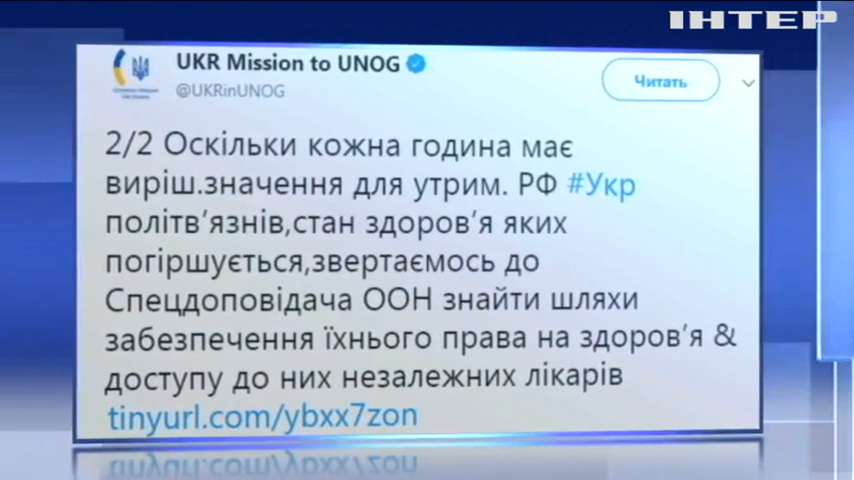 ІНТЕР
UKR Mission to UNOG
@UKRinUNOG
Читать
2/2 Оскільки кожна година має
виріш.значення для утрим. РФ #Укр
політв’язнів,стан здоров’я яких
погіршується,звертаємось до
Спецдоповідача ООН знайти шляхи
забезпечення їхнього права на здоров’я &
доступу до них незалежних лікарів
tinyurl.com/ybxx7zon